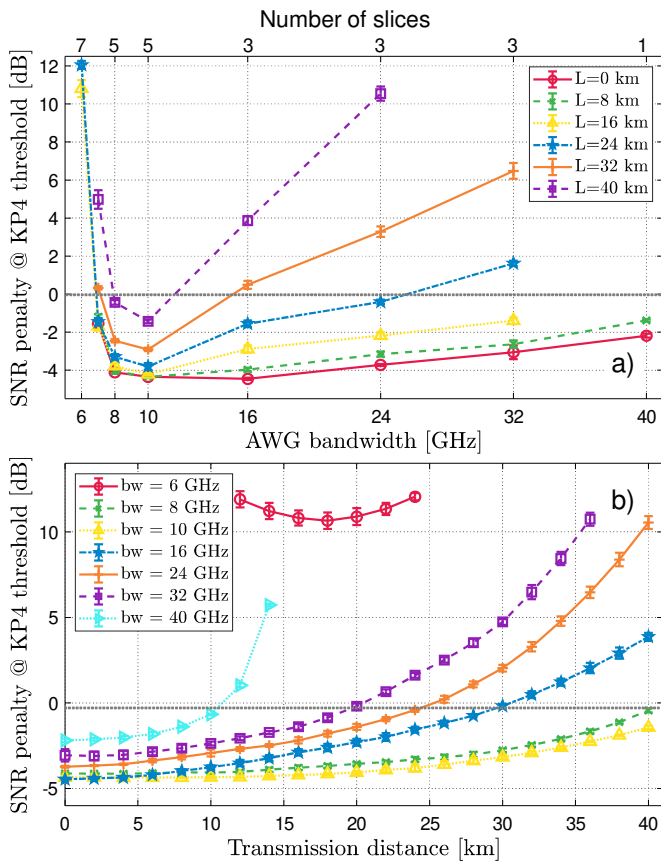 Number of slices
7 5 5 3 3 3 1
SNR penalty @ KP4 threshold [dB]
12
10
8
6
4
2
0
-2
-4
L=0 km
L=8 km
L=16 km
L=24 km
L=32 km
L=40 km
a)
6 8 10 16 24 32 40
AWG bandwidth [GHz]
SNR penalty @ KP4 threshold [dB]
10
5
0
-5
bw = 6 GHz
bw = 8 GHz
bw = 10 GHz
bw = 16 GHz
bw = 24 GHz
bw = 32 GHz
bw = 40 GHz
b)
0 5 10 15 20 25 30 35 40
Transmission distance [km]